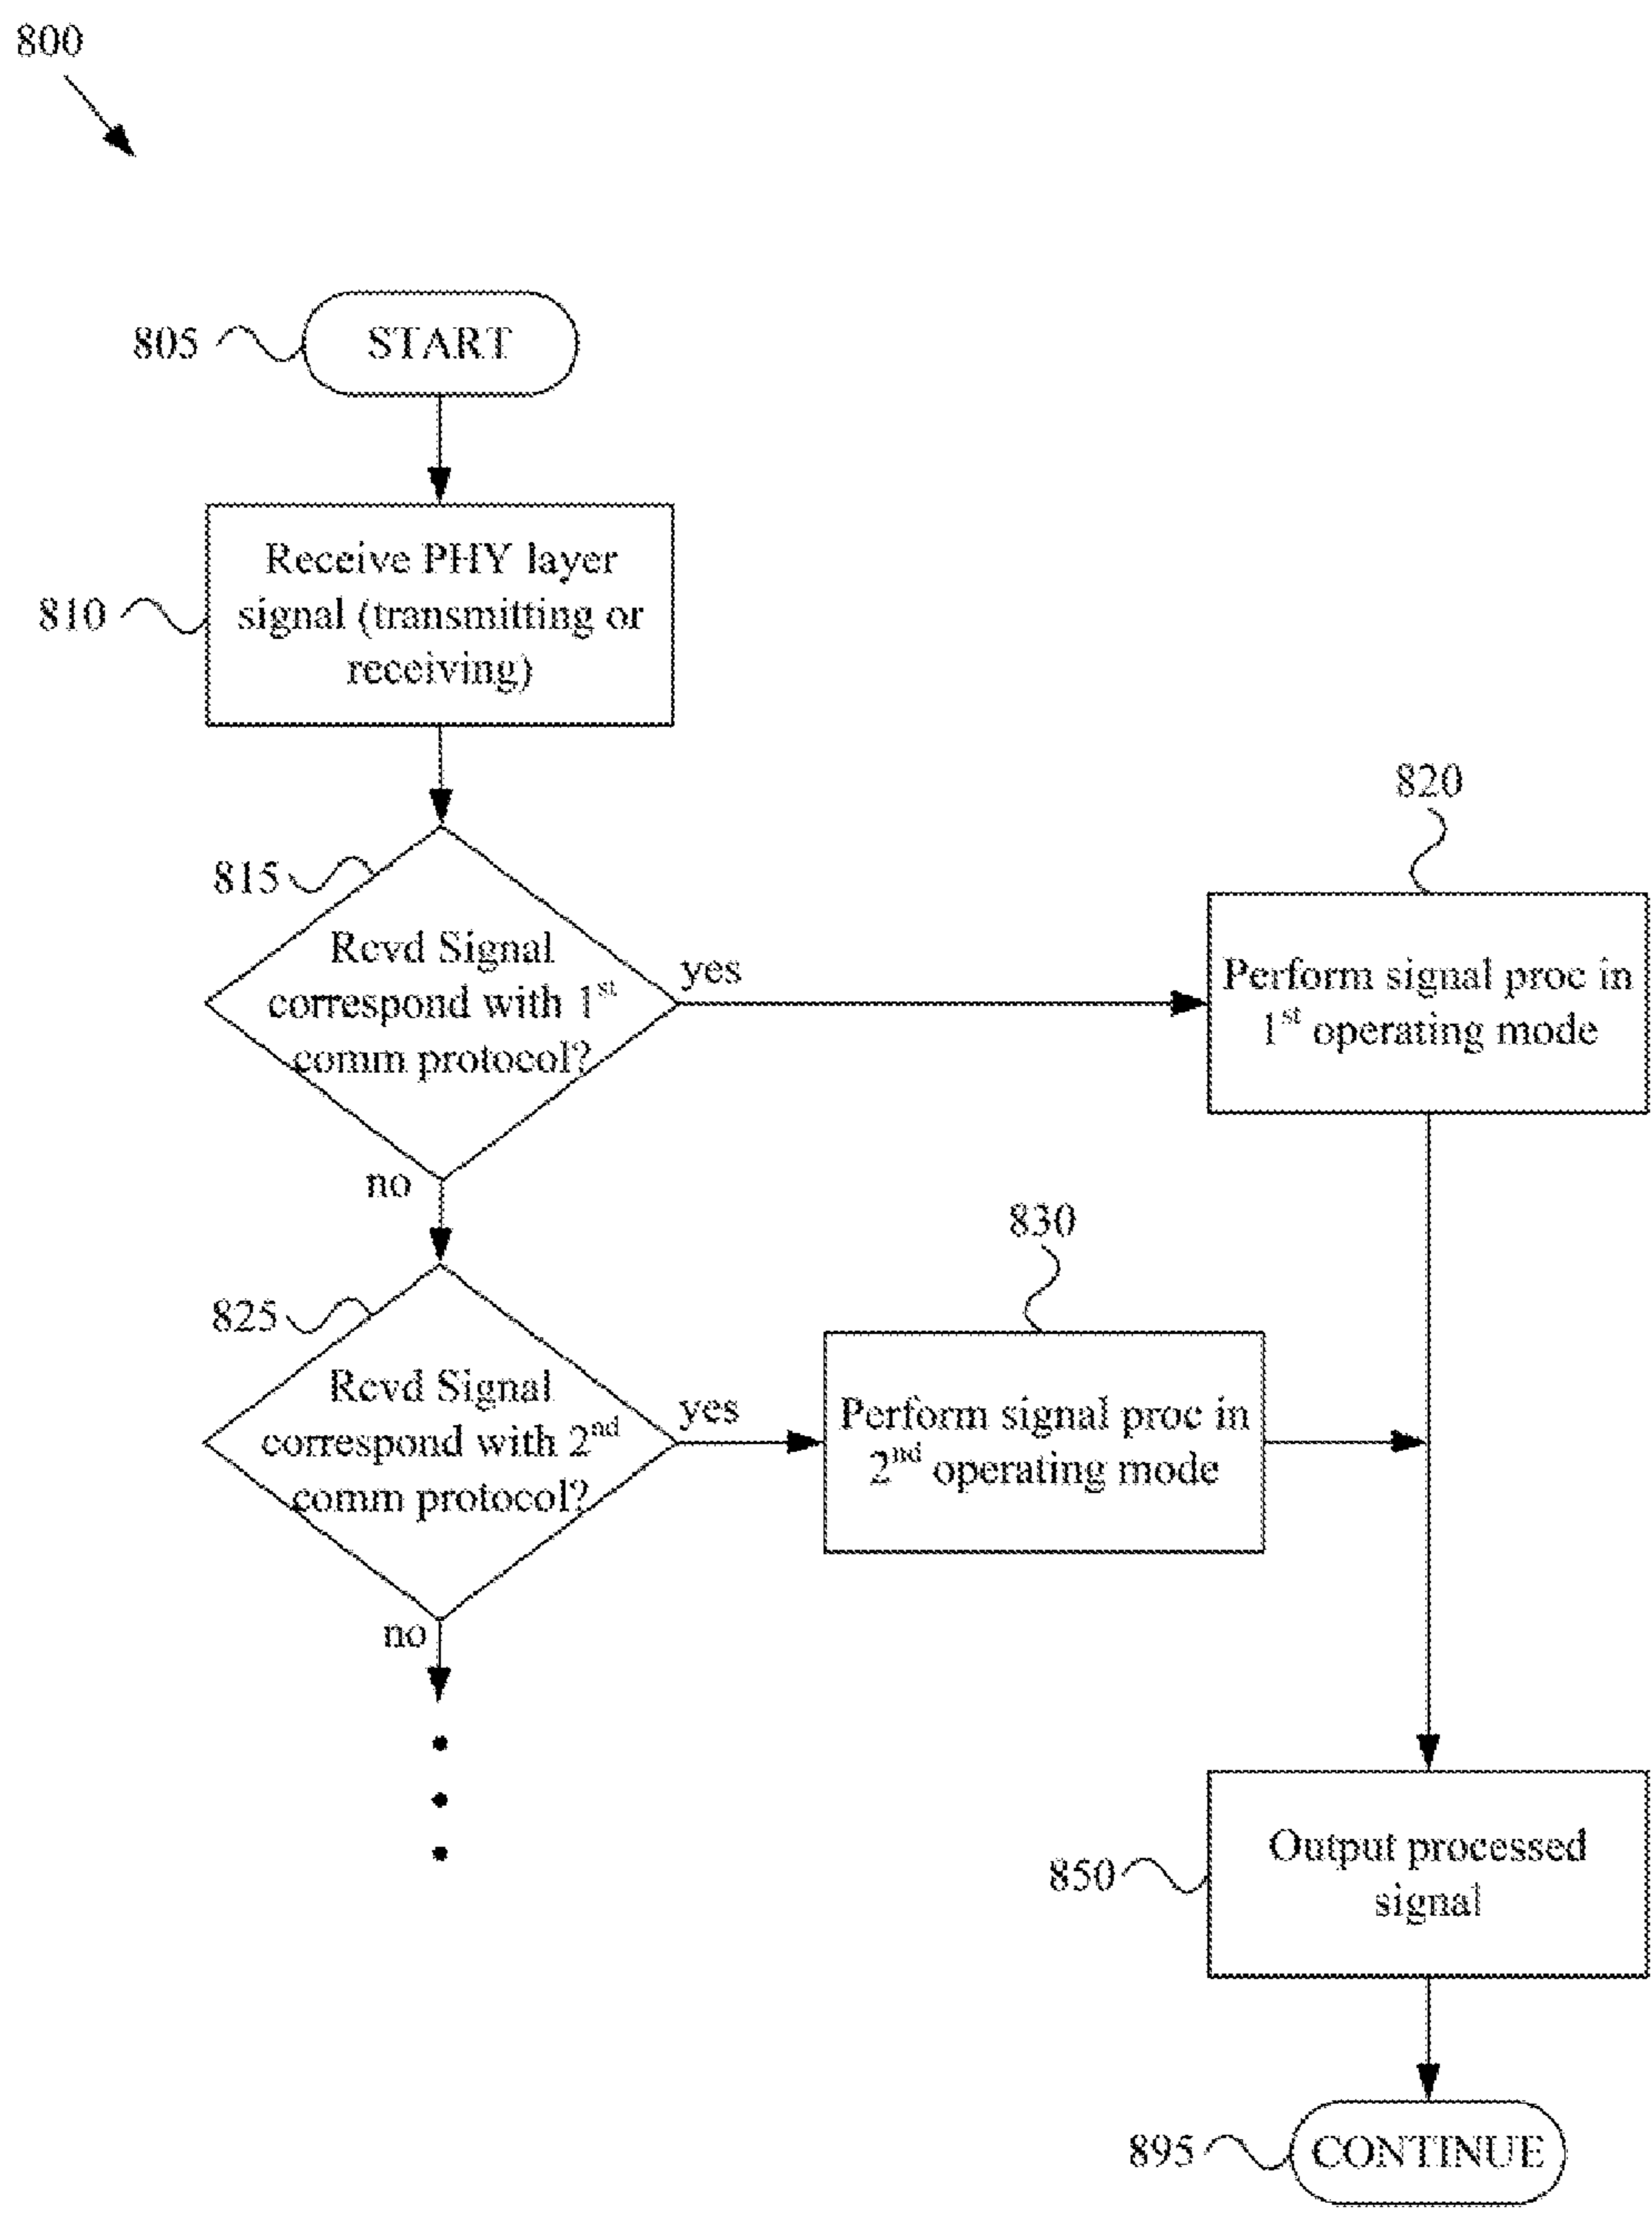 800
805
START
810
Receive PHY layer
signal (transmitting or
receiving)
815
Rcvd Signal
correspond with 1st
comm protocol?
yes
no
820
Perform signal proc in
1st operating mode
825
Rcvd Signal
correspond with 2nd
comm protocol?
yes
no
830
Perform signal proc in
2nd operating mode
850
Output processed
signal
895
CONTINUE